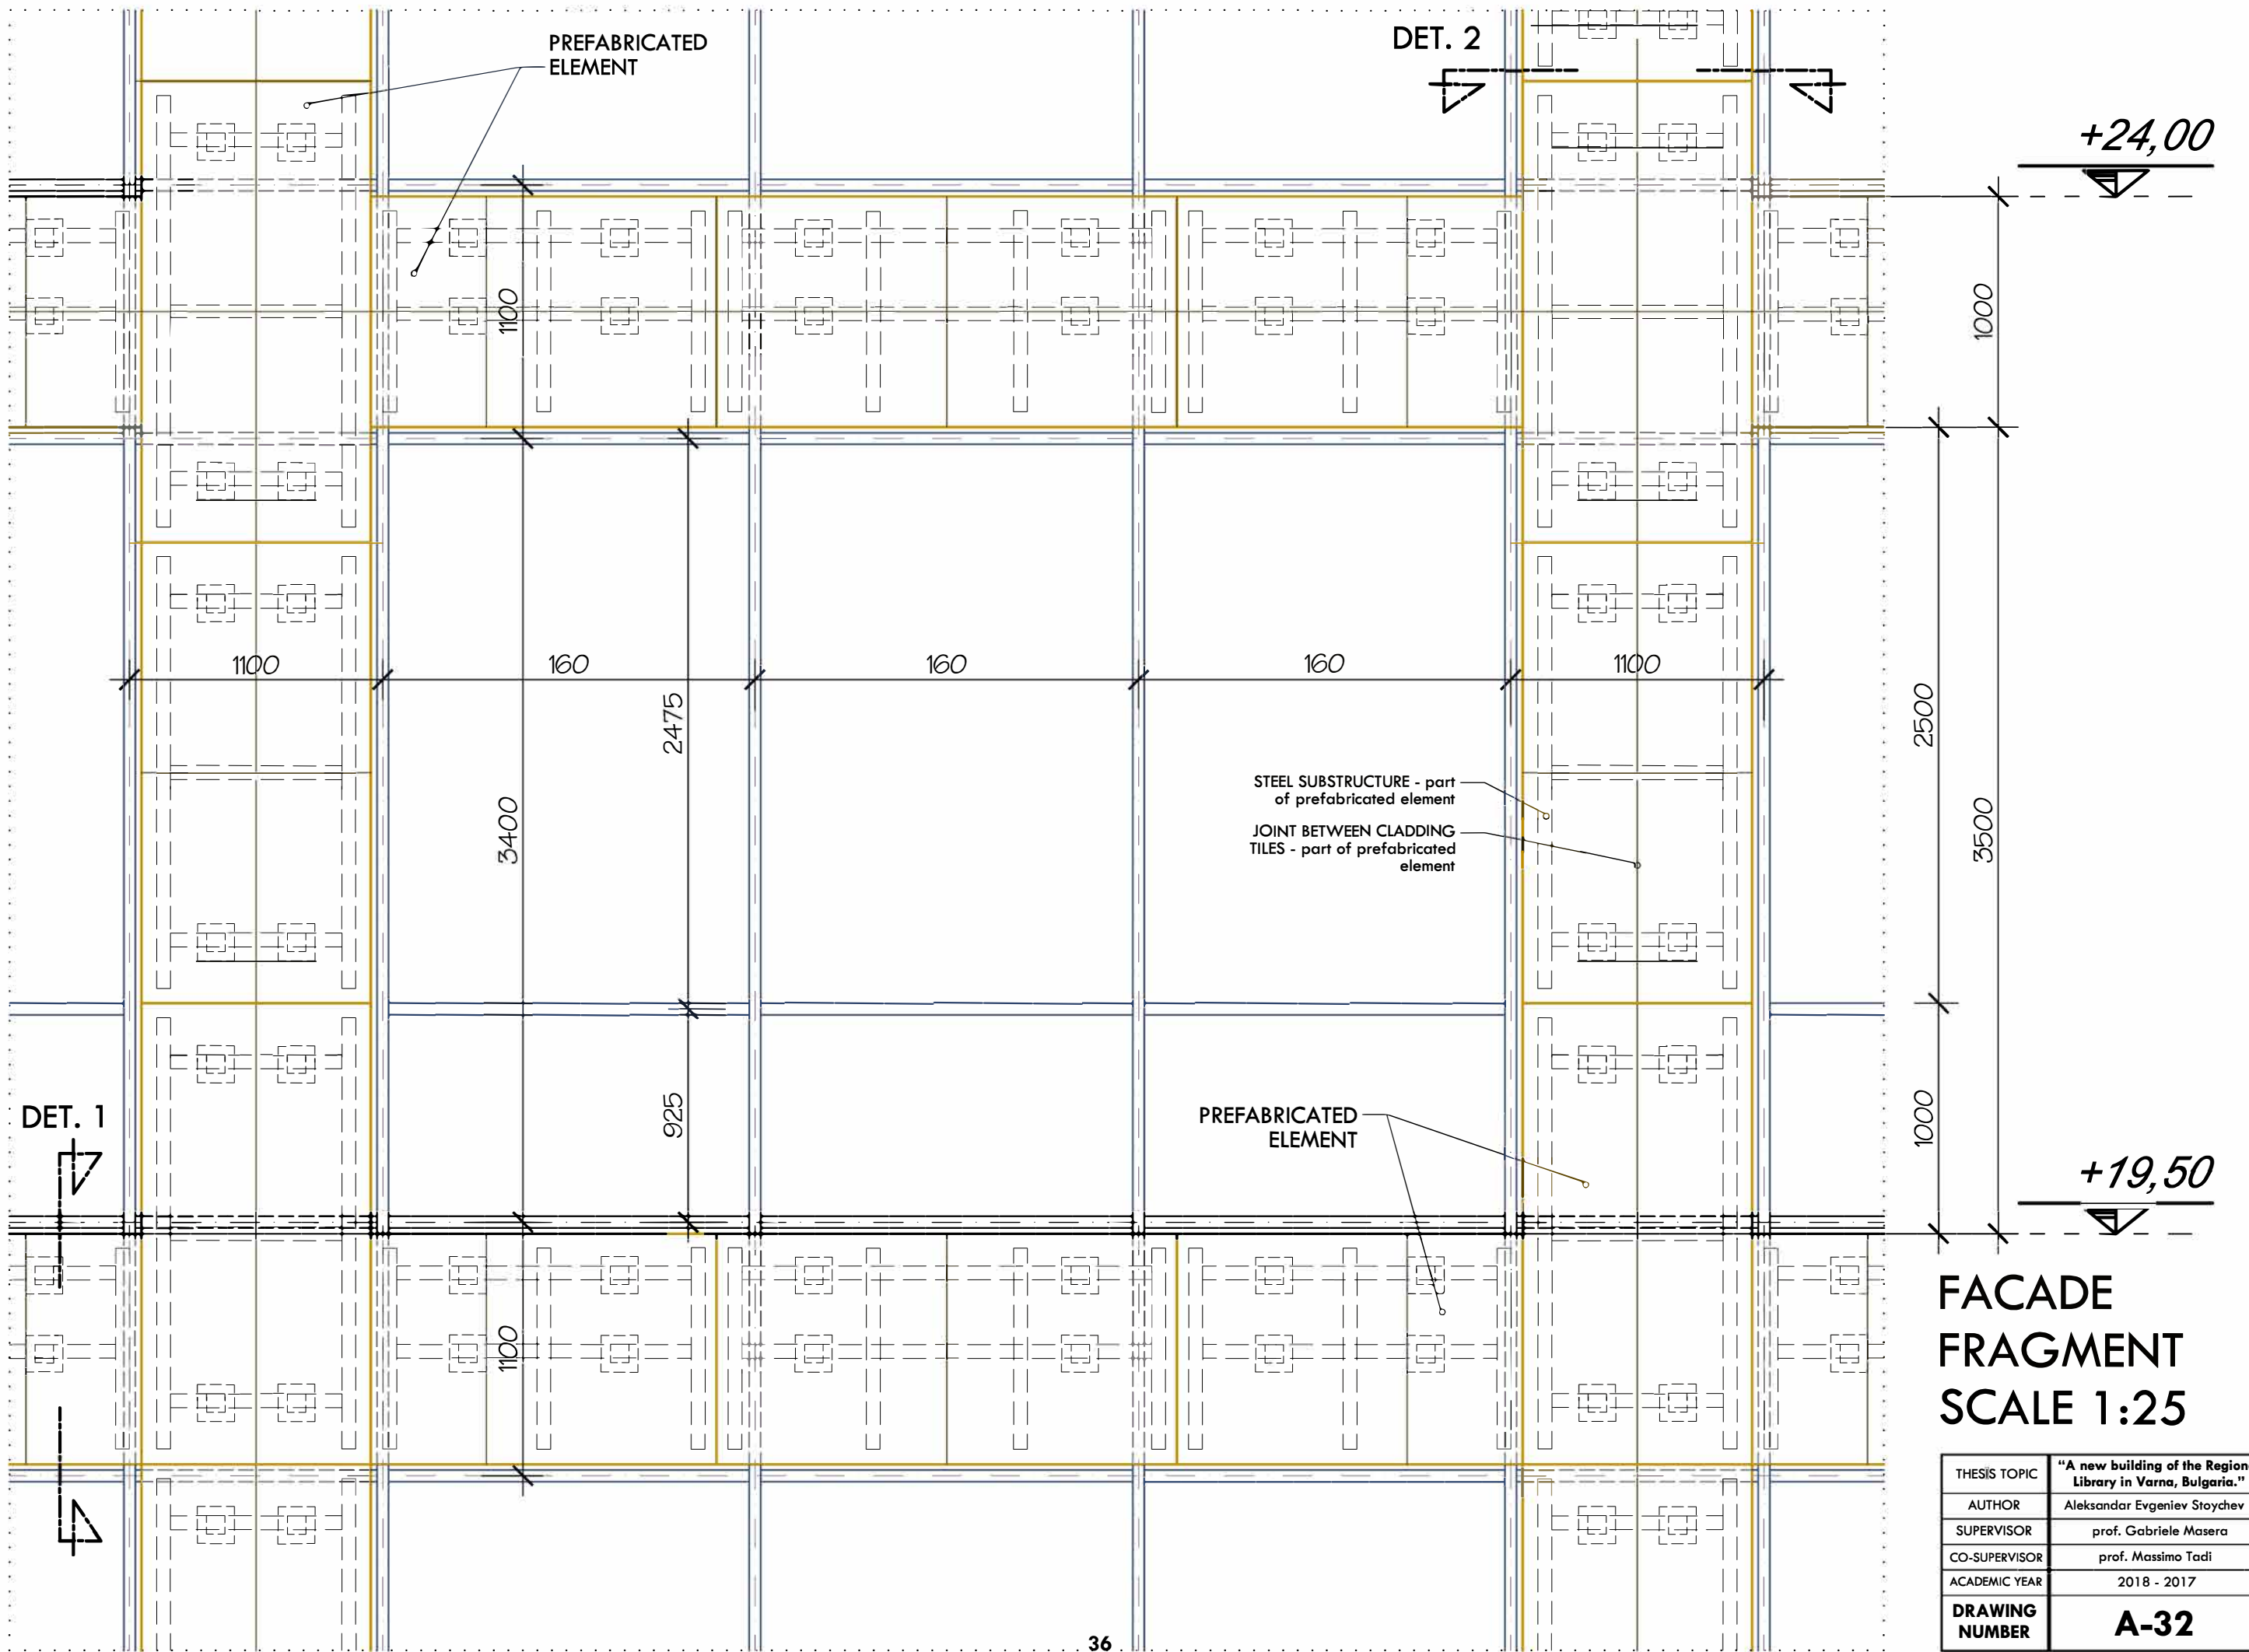 PREFABRICATED
ELEMENT
DET. 2
+24,00
1100
1000
1100
160
160
160
1100
2475
2500
3400
3500
STEEL SUBSTRUCTURE - part
of prefabricated element
JOINT BETWEEN CLADDING
TILES - part of prefabricated
element
DET. 1
925
PREFABRICATED
ELEMENT
1000
+19,50
1100
FACADE
FRAGMENT
SCALE 1:25
THESIS TOPIC
"A new building of the Region
Library in Varna, Bulgaria."
AUTHOR
Aleksandar Evgeniev Stoychev
SUPERVISOR
prof. Gabriele Masera
CO-SUPERVISOR
prof. Massimo Tadi
ACADEMIC YEAR
2018 - 2017
DRAWING
NUMBER
A-32
36